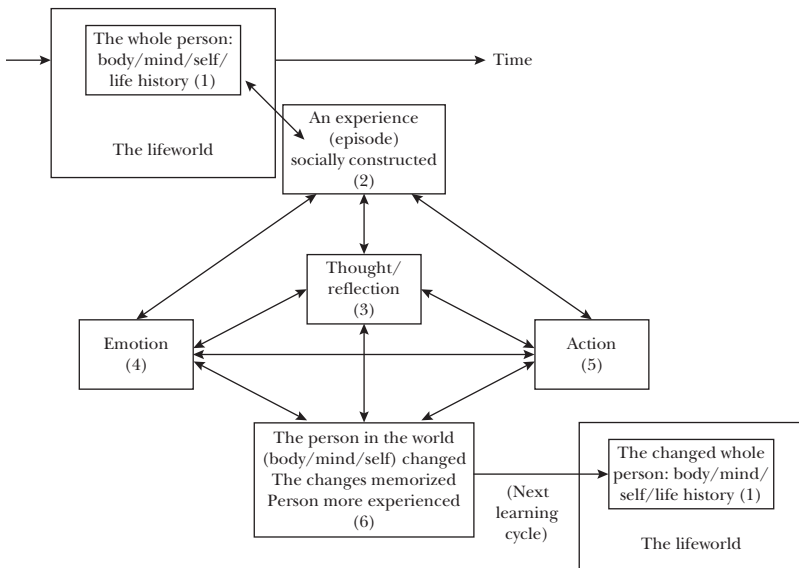 The whole person:
body/mind/self/
life history (1)
Time
The lifeworld
An experience
(episode)
socially constructed
(2)
Thought/
reflection
(3)
Emotion
(4)
Action
(5)
The person in the world
(body/mind/self) changed
The changes memorized
Person more experienced
(6)
(Next
learning
cycle)
The changed whole
person: body/mind/
self/life history (1)
The lifeworld